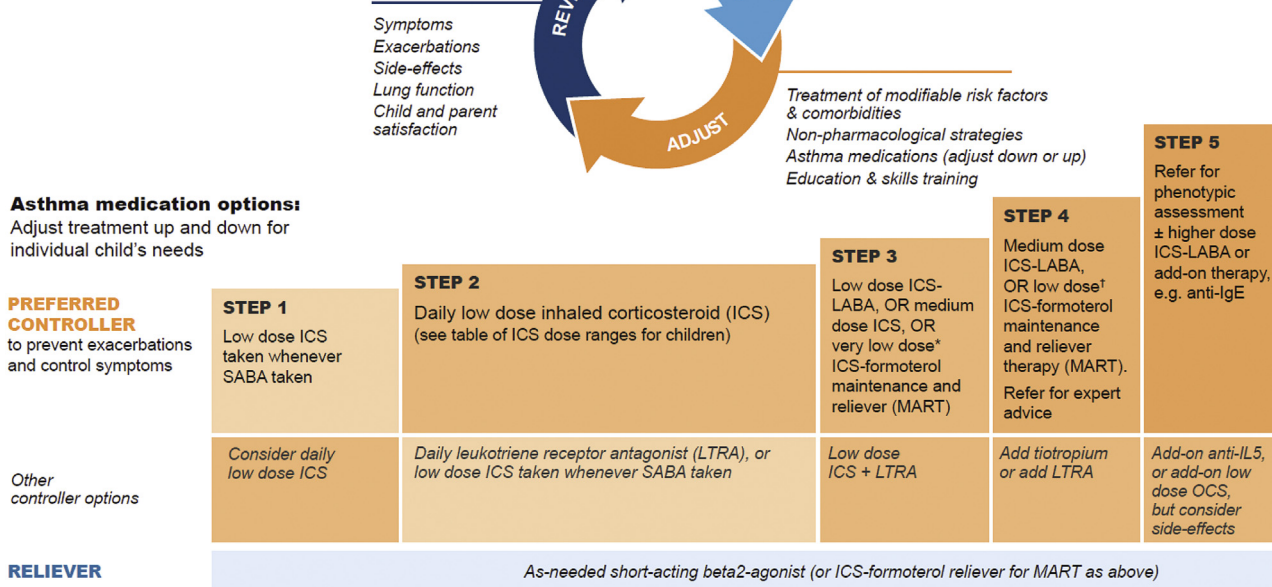 REV
Symptoms
Exacerbations
Side-effects
Lung function
Child and parent
satisfaction
ADJUST
Treatment of modifiable risk factors
& comorbidities
Non-pharmacological strategies
Asthma medications (adjust down or up)
Education & skills training
Asthma medication options:
Adjust treatment up and down for
individual child's needs
PREFERRED
CONTROLLER
to prevent exacerbations
and control symptoms
STEP 1
Low dose ICS
taken whenever
SABA taken
STEP 2
Daily low dose inhaled corticosteroid (ICS)
(see table of ICS dose ranges for children)
STEP 3
Low dose ICS-
LABA, OR medium
dose ICS, OR
very low dose*
ICS-formoterol
maintenance and
reliever (MART)
STEP 4
Medium dose
ICS-LABA,
OR low dose†
ICS-formoterol
maintenance
and reliever
therapy (MART).
Refer for expert
advice
STEP 5
Refer for
phenotypic
assessment
± higher dose
ICS-LABA or
add-on therapy,
e.g. anti-IgE
Other
controller options
Consider daily
low dose ICS
Daily leukotriene receptor antagonist (LTRA), or
low dose ICS taken whenever SABA taken
Low dose
ICS + LTRA
Add tiotropium
or add LTRA
Add-on anti-IL5,
or add-on low
dose OCS,
but consider
side-effects
RELIEVER
As-needed short-acting beta2-agonist (or ICS-formoterol reliever for MART as above)